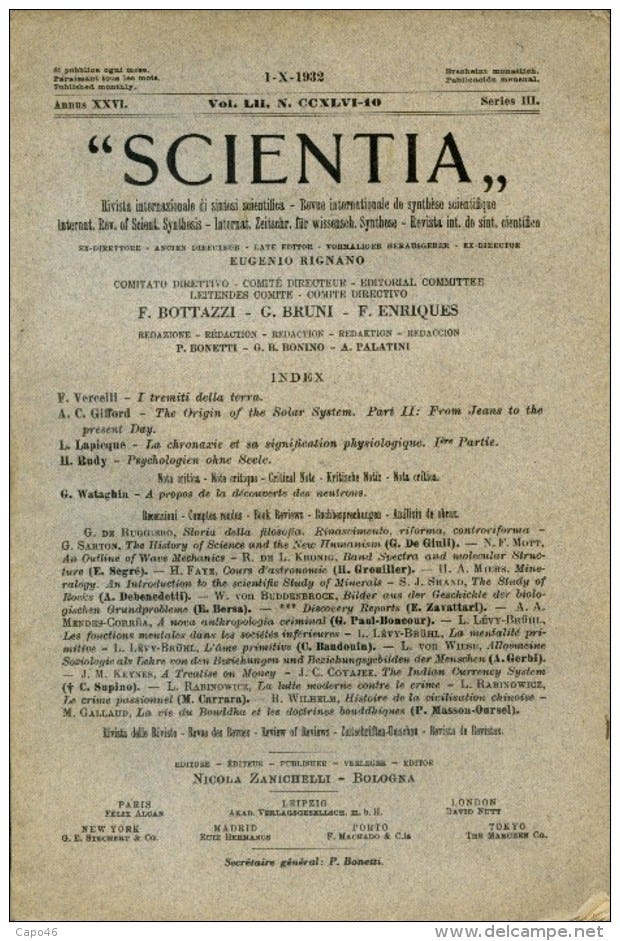 Si pubblica ogni mese.
Paraissant tous les mois.
Published monthly.
1-X-1932
Erscheint monatlich.
Publicación mensual.
Annus XXVI.
Vol. LII. N. CCXLVI-10
Series III.
“SCIENTIA„
Rivista internazionale di sintesi scientifica - Revue internationale de synthèse scientifique
Internat. Rev. of Scient. Synthesis - Internat. Zeitschr. für wissensch. Synthese - Revista int. de sint. científica
EX-DIRETTORE - ANCIEN DIRECTEUR - LATE EDITOR - VORMALIGER HERAUSGEBER - EX-DIRECTOR
EUGENIO RIGNANO
COMITATO DIRETTIVO - COMITÉ DIRECTEUR - EDITORIAL COMMITTEE
LEITENDES COMITE - COMITE DIRECTIVO
F. BOTTAZZI - G. BRUNI - F. ENRIQUES
REDAZIONE - RÉDACTION - REDACTION - REDAKTION - REDACCION
P. BONETTI - G. B. BONINO - A. PALATINI
INDEX
F. Vercelli - I tremiti della terra.
A. C. Gifford - The Origin of the Solar System. Part II: From Jeans to the
present Day.
L. Lapicque - La chronaxie et sa signification physiologique. Ière Partie.
H. Rudy - Psychologien ohne Seele.
Nota critica - Note critique - Critical Note - Kritische Notiz - Nota crítica.
G. Wataghin - A propos de la découverte des neutrons.
Recensioni - Comptes rendus - Book Reviews - Buchbesprechungen - Análisis de obras.
G. DE RUGGIERO, Storia della filosofia. Rinascimento, riforma, controriforma -
G. SARTON, The History of Science and the New Humanism (G. De Giuli). — N. F. MOTT,
An Outline of Wave Mechanics - R. DE L. KRONIG, Band Spectra and molecular Struc-
ture (E. Segré). — H. FAYE, Cours d'astronomie (H. Grouiller). — H. A. MIERS, Mine-
ralogy. An Introduction to the scientific Study of Minerals - S. J. SHAND, The Study of
Rocks (A. Debenedetti). — W. VON BUDDENBROCK, Bilder aus der Geschichte der biolo-
gischen Grundprobleme (E. Bersa). — *** Discovery Reports (E. Zavattari). — A. A.
MENDES-CORRÊA, A nova anthropologia criminal (G. Paul-Boncour). — L. LÉVY-BRÜHL,
Les fonctions mentales dans les sociétés inférieures - L. LÉVY-BRÜHL, La mentalité pri-
mitive - L. LÉVY-BRÜHL, L'âme primitive (C. Baudouin). — L. VON WIESE, Allgemeine
Soziologie als Lehre von den Beziehungen und Beziehungsgebilden der Menschen (A. Gerbi).
— J. M. KEYNES, A Treatise on Money - J. C. COYAJEE, The Indian Currency System
(† C. Supino). — L. RABINOWICZ, La lutte moderne contre le crime - L. RABINOWICZ,
Le crime passionnel (M. Carrara). — R. WILHELM, Histoire de la civilisation chinoise -
M. GALLAUD, La vie du Bouddha et les doctrines bouddhiques (P. Masson-Oursel).
Rivista delle Riviste - Revue des Revues - Review of Reviews - Zeitschriften-Umschau - Revista de Revistas.
EDITORE - ÉDITEUR - PUBLISHER - VERLEGER - EDITOR
NICOLA ZANICHELLI - BOLOGNA
PARIS
FÉLIX ALCAN
LEIPZIG
AKAD. VERLAGSGESELLSCH. m. b. H.
LONDON
DAVID NUTT
NEW YORK
G. E. STECHERT & Co.
MADRID
RUIZ HERMANOS
PORTO
F. MACHADO & C.ia
TOKYO
THE MARUZEN Co.
Secrétaire général: P. Bonetti.
Capo46
delcampe.net